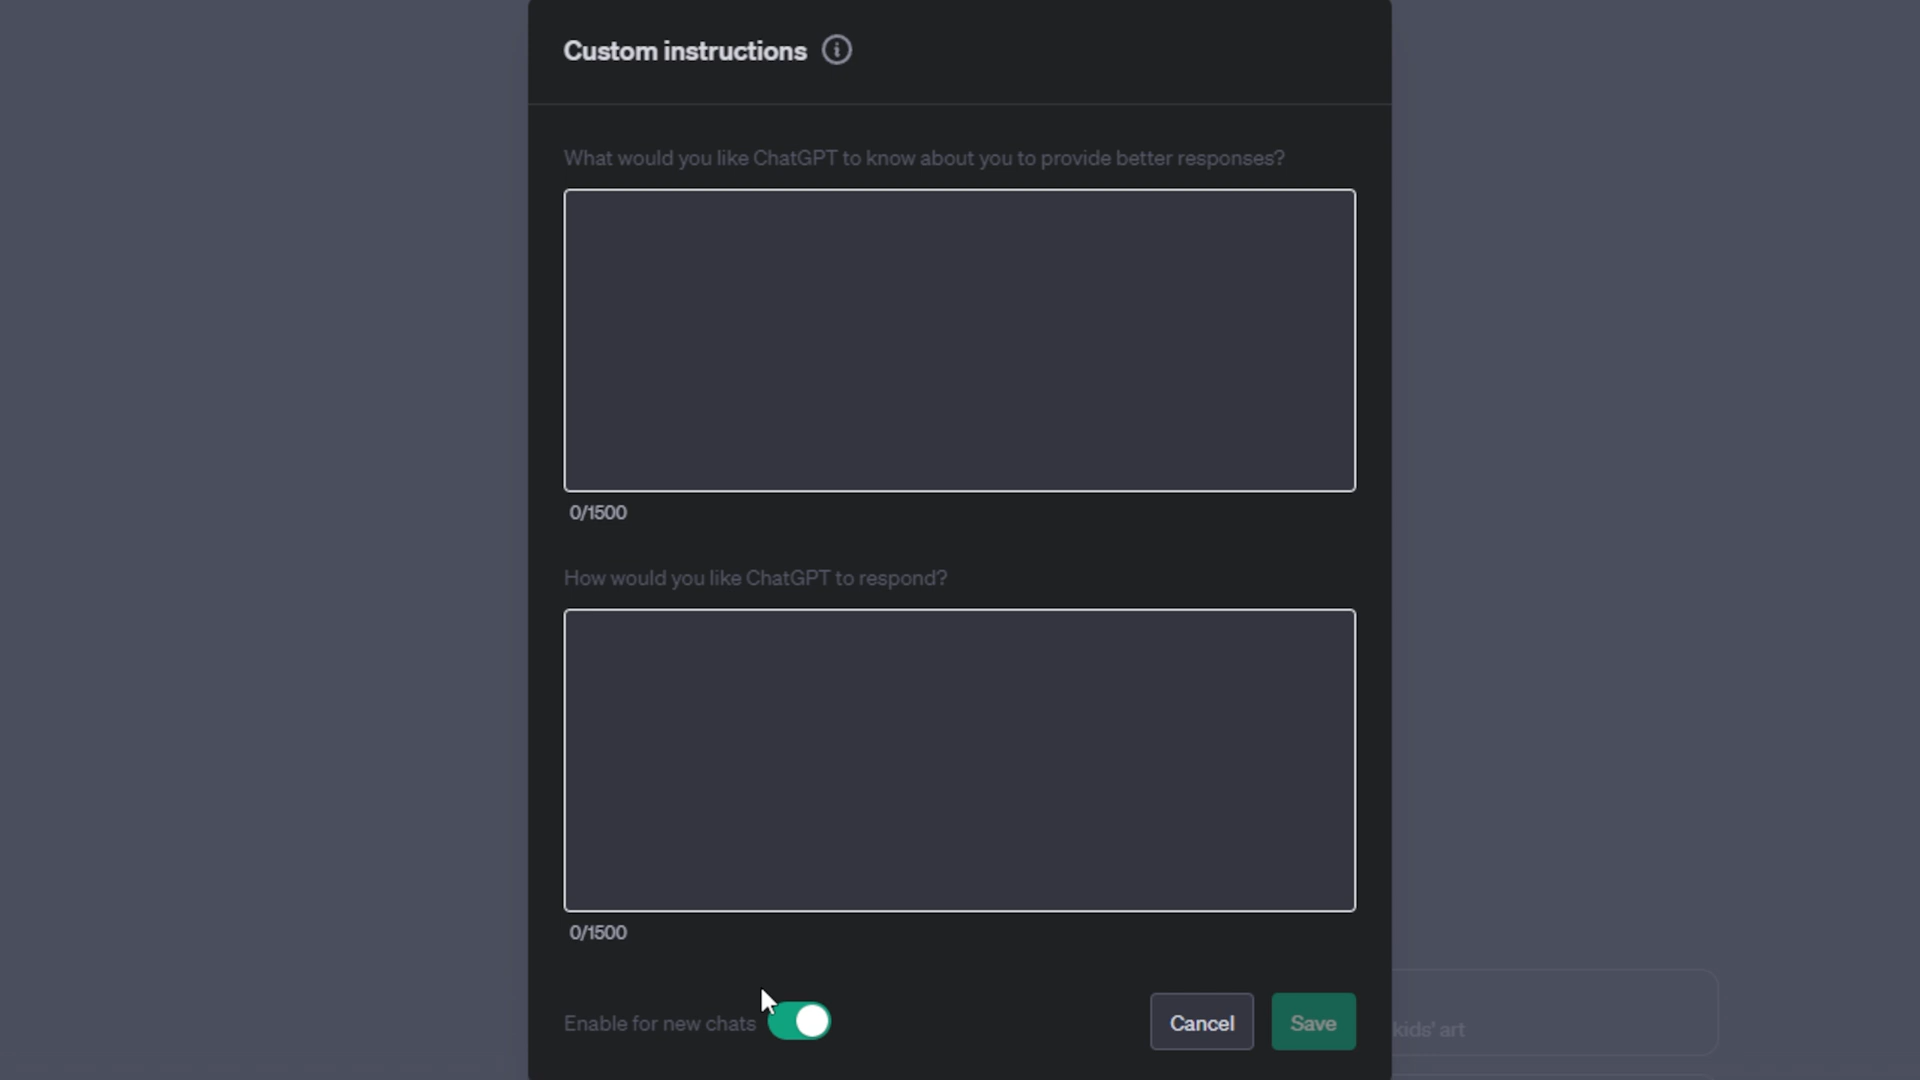 Custom instructions
What would you like ChatGPT to know about you to provide better responses?
0/1500
How would you like ChatGPT to respond?
0/1500
Enable for new chats
Cancel
Save
kids' art